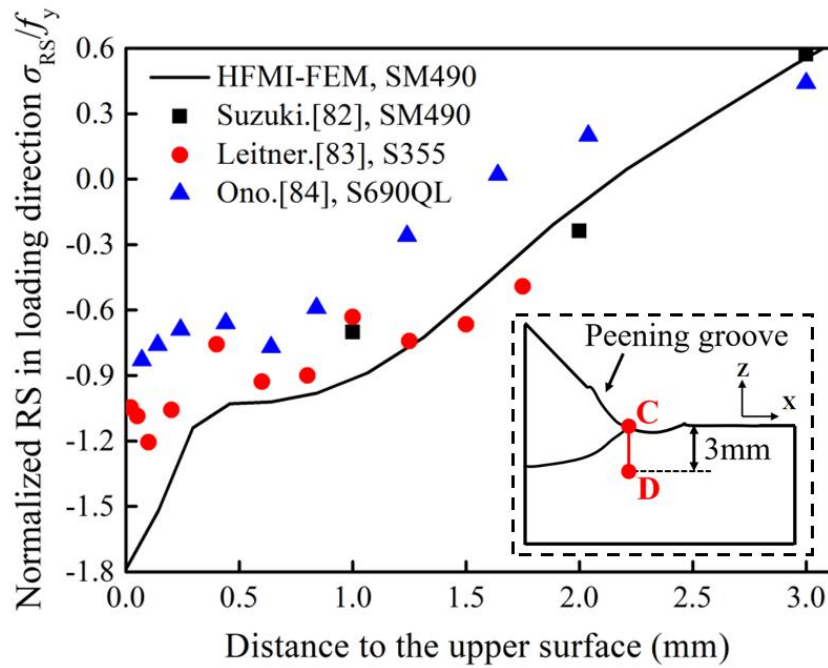 Normalized RS in loading direction σRS/fy
0.6
0.3
0.0
-0.3
-0.6
-0.9
-1.2
-1.5
-1.8
HFMI-FEM, SM490
Suzuki.[82], SM490
Leitner.[83], S355
Ono.[84], S690QL
Peening groove
z
x
C
3mm
D
0.0 0.5 1.0 1.5 2.0 2.5 3.0
Distance to the upper surface (mm)